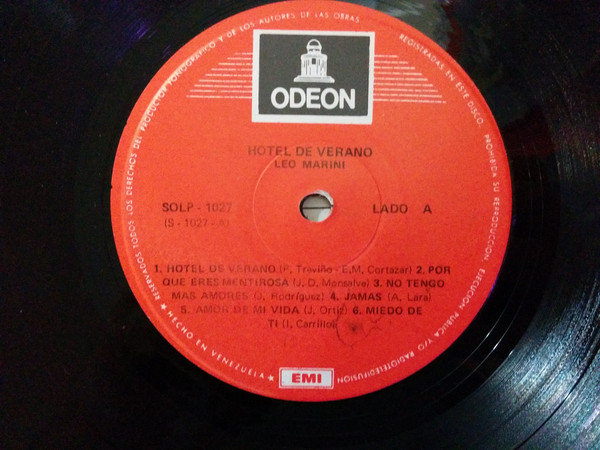 RESERVADOS TODOS LOS DERECHOS DEL PRODUCTOR FONOGRAFICO Y DE LOS AUTORES DE LAS OBRAS
REGISTRADAS EN ESTE DISCO. PROHIBIDA SU REPRODUCCION EJECUCION PUBLICA Y/O RADIOTELEDIFUSION
ODEON
HOTEL DE VERANO
LEO MARINI
SOLP - 1027
(S - 1027 - A)
LADO A
1. HOTEL DE VERANO (F. Traviño - E.M. Cortazar) 2. POR
QUE ERES MENTIROSA (J. D. Monsalve) 3. NO TENGO
MAS AMORES (J. Rodríguez) 4. JAMAS (A. Lara)
5. AMOR DE MI VIDA (J. Ortiz) 6. MIEDO DE
TI (I. Carrillo)
★ HECHO EN VENEZUELA ★
EMI